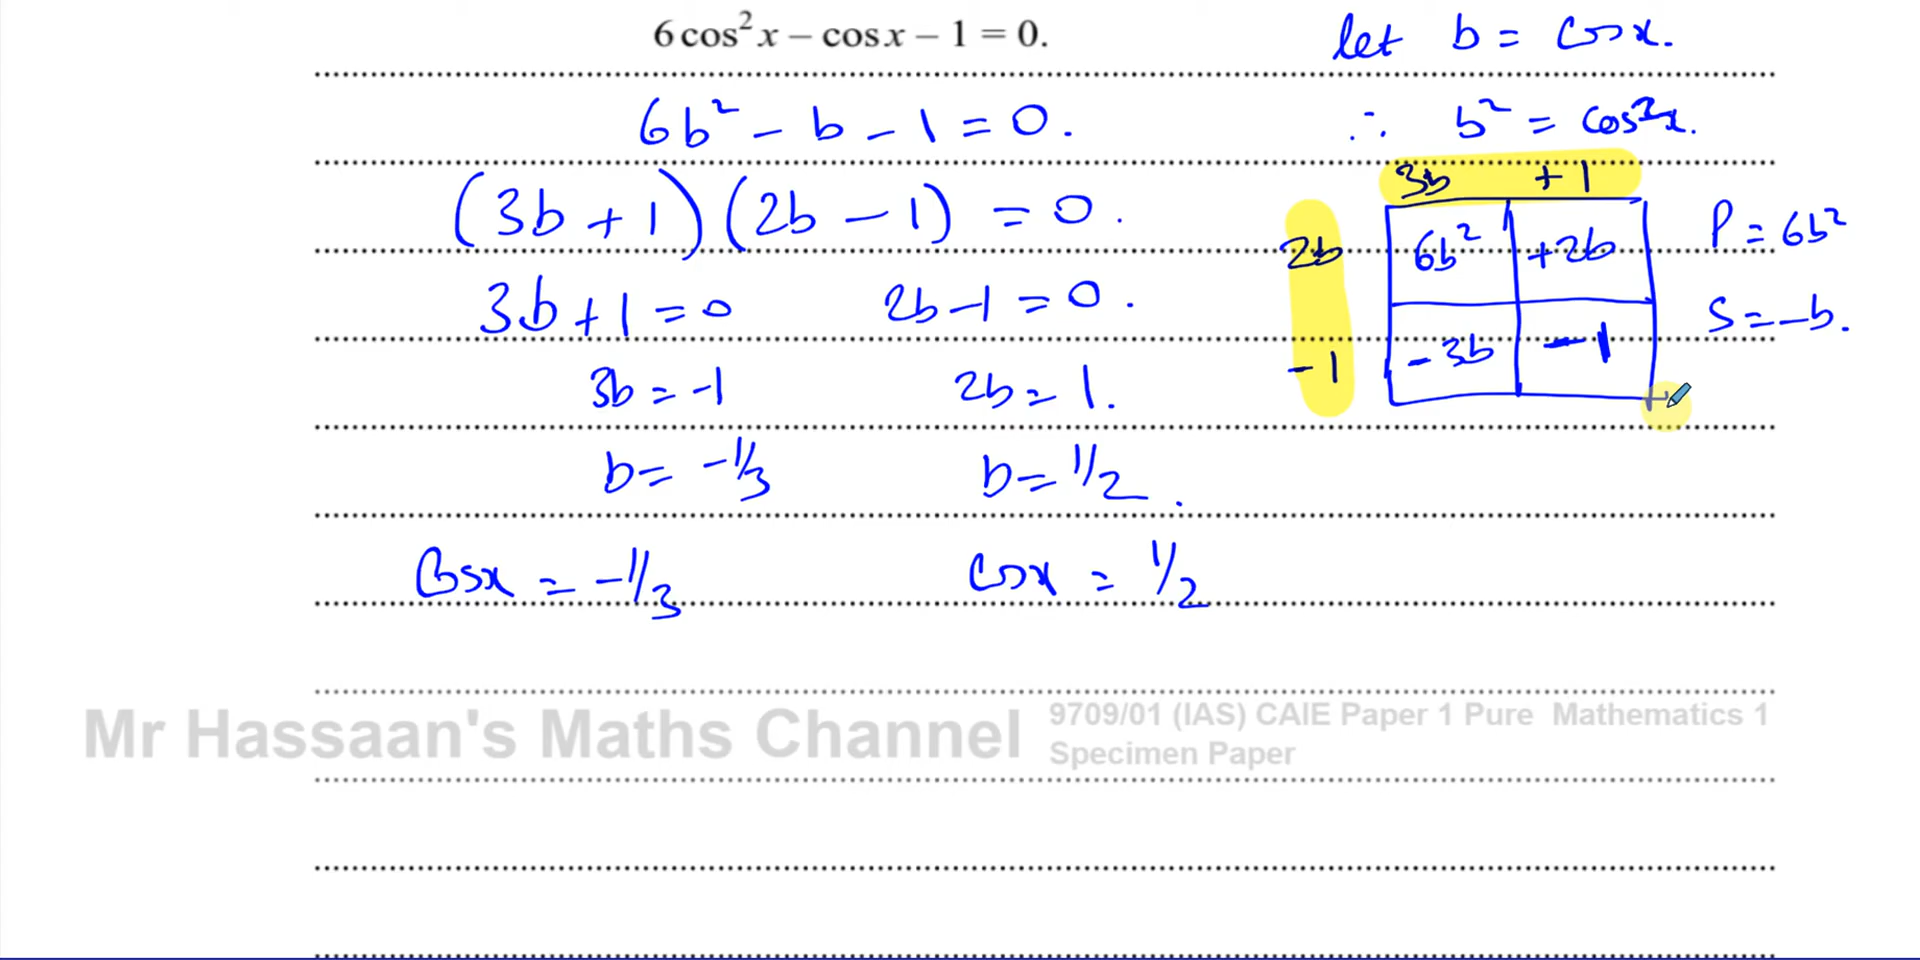 6 cos² x − cos x − 1 = 0.
let b = cos x.
6b² − b − 1 = 0.
∴ b² = cos²x.
3b + 1
(3b + 1)(2b − 1) = 0.
2b 6b² +2b P = 6b²
3b + 1 = 0 2b − 1 = 0.
S = −b.
−1 −3b −1
3b = −1 2b = 1.
b = −1/3 b = 1/2.
Cos x = −1/3 cos x = 1/2
Mr Hassaan's Maths Channel
9709/01 (IAS) CAIE Paper 1 Pure Mathematics 1
Specimen Paper